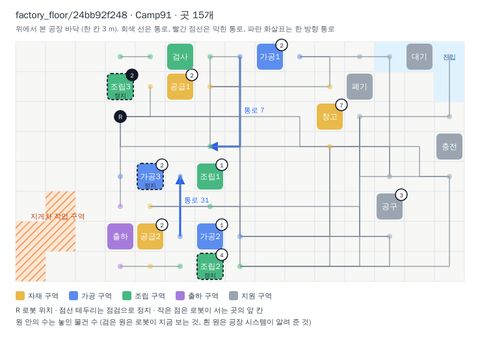 factory_floor/24bb92f248 · Camp91 · 곳 15개
위에서 본 공장 바닥 (한 칸 3 m). 회색 선은 통로, 빨간 점선은 막힌 통로, 파란 화살표는 한 방향 통로
검사
가공1
2
대기
진입
조립3
2
정지
공급1
2
폐기
R
통로 7
창고
7
충전
가공3
2
정지
조립1
3
통로 31
지게차 작업 구역
공구
3
출하
공급2
2
가공2
1
조립2
4
정지
자재 구역
가공 구역
조립 구역
출하 구역
지원 구역
R 로봇 위치 · 점선 테두리는 점검으로 정지 · 작은 점은 로봇이 서는 곳의 앞 칸
원 안의 수는 놓인 물건 수 (검은 원은 로봇이 지금 보는 것, 흰 원은 공장 시스템이 알려 준 것)